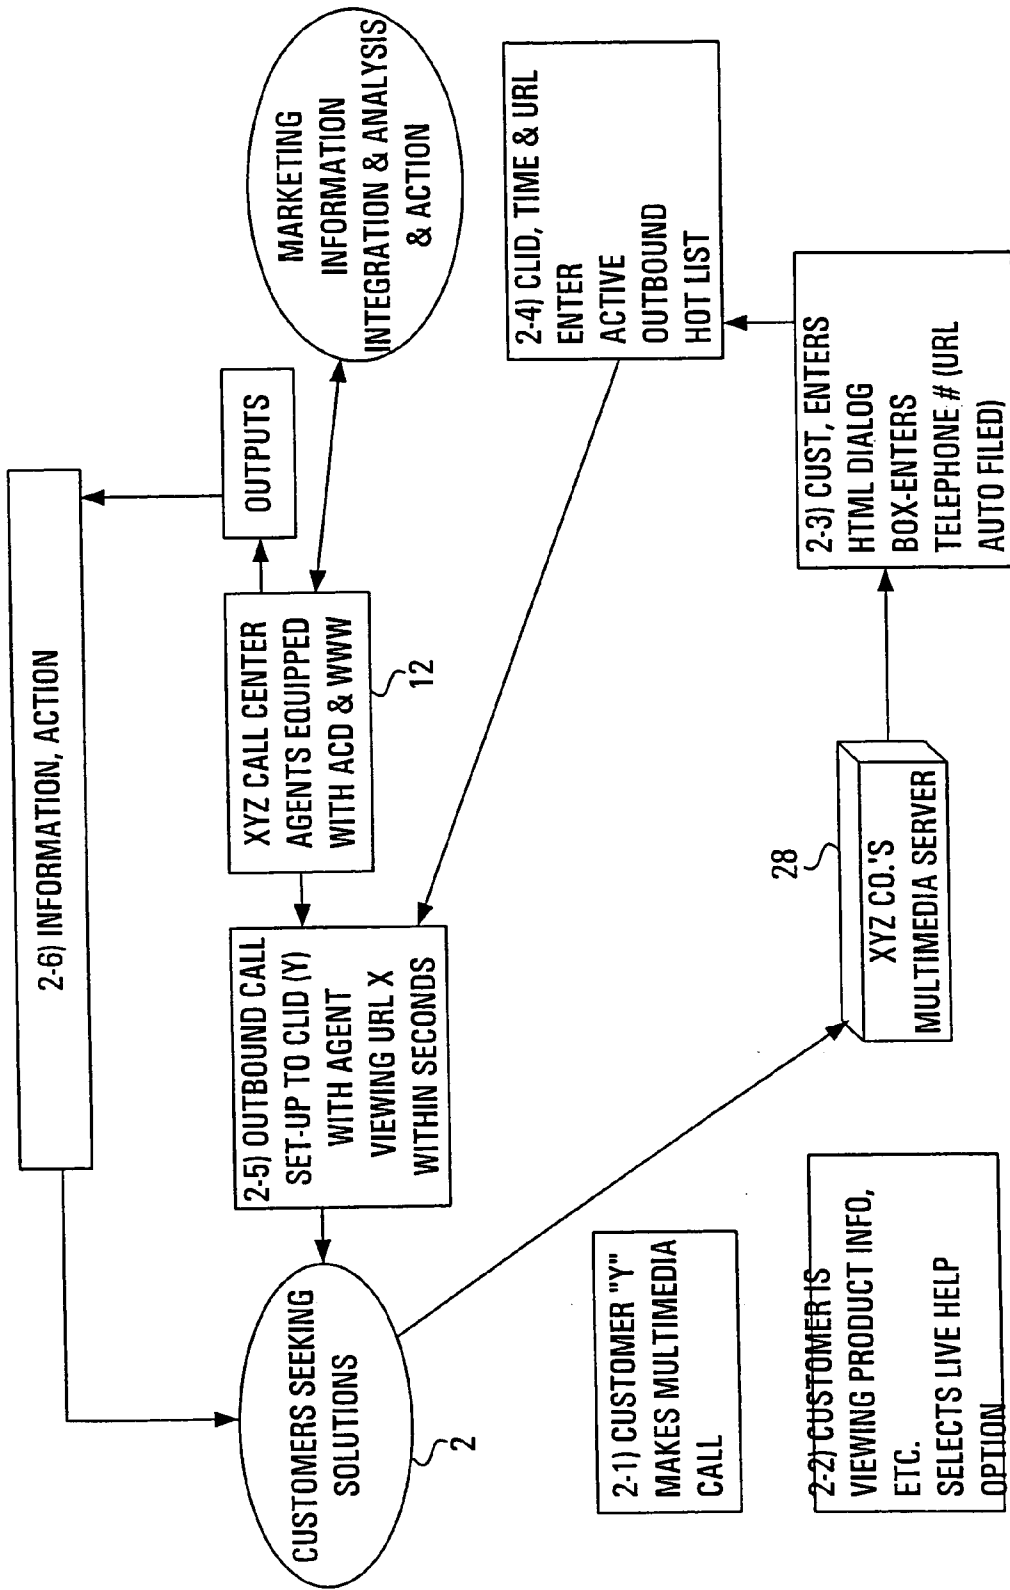 2-6) INFORMATION, ACTION
CUSTOMERS SEEKING
SOLUTIONS
2
2-5) OUTBOUND CALL
SET-UP TO CLID (Y)
WITH AGENT
VIEWING URL X
WITHIN SECONDS
XYZ CALL CENTER
AGENTS EQUIPPED
WITH ACD & WWW
12
OUTPUTS
MARKETING
INFORMATION
INTEGRATION & ANALYSIS
& ACTION
2-1) CUSTOMER "Y"
MAKES MULTIMEDIA
CALL
2-4) CLID, TIME & URL
ENTER
ACTIVE
OUTBOUND
HOT LIST
2-2) CUSTOMER IS
VIEWING PRODUCT INFO,
ETC.
SELECTS LIVE HELP
OPTION
28
XYZ CO.'S
MULTIMEDIA SERVER
2-3) CUST, ENTERS
HTML DIALOG
BOX-ENTERS
TELEPHONE # (URL
AUTO FILED)